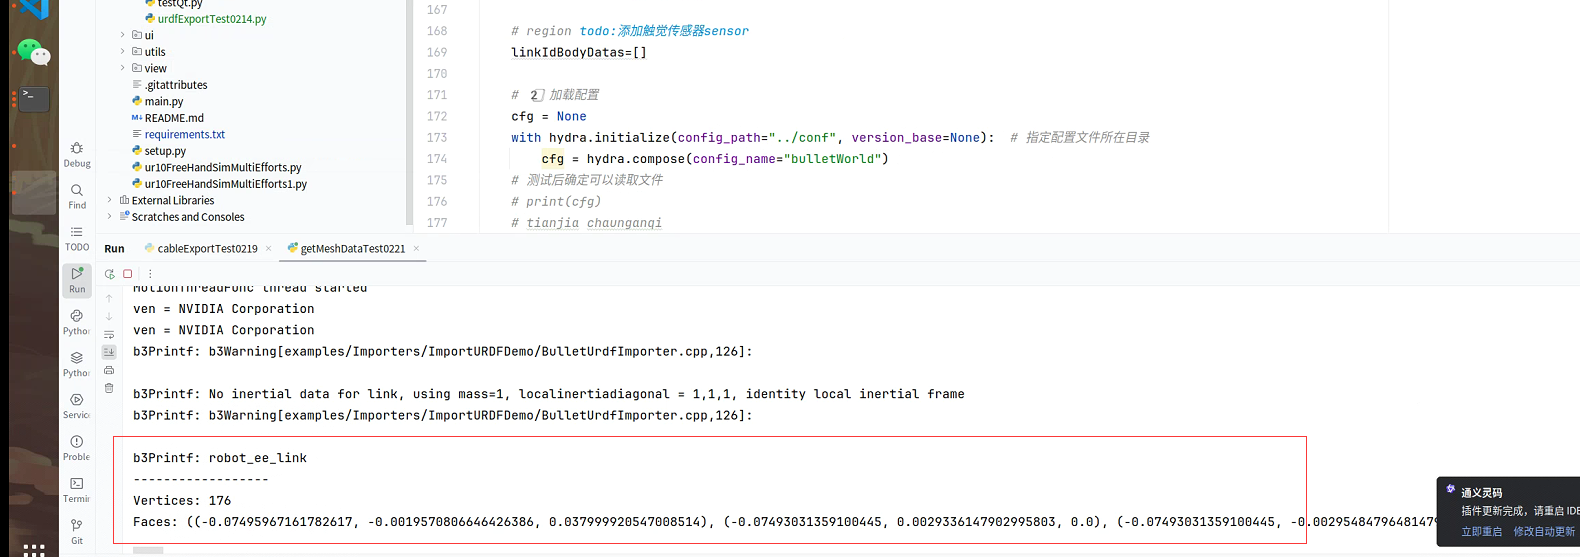 testQt.py
urdfExportTest0214.py
ui
utils
view
.gitattributes
main.py
README.md
requirements.txt
setup.py
ur10FreeHandSimMultiEfforts.py
ur10FreeHandSimMultiEfforts1.py
External Libraries
Scratches and Consoles
Debug
Find
TODO
Run
Pytho
Pytho
Servic
Proble
Termin
Git
167
168 # region todo:添加触觉传感器sensor
169 linkIdBodyDatas=[]
170
171 # 2 加载配置
172 cfg = None
173 with hydra.initialize(config_path="../conf", version_base=None): # 指定配置文件所在目录
174 cfg = hydra.compose(config_name="bulletWorld")
175 # 测试后确定可以读取文件
176 # print(cfg)
177 # tianjia chaunganqi
Run cableExportTest0219 × getMeshDataTest0221 ×
MotionThreadFunc thread started
ven = NVIDIA Corporation
ven = NVIDIA Corporation
b3Printf: b3Warning[examples/Importers/ImportURDFDemo/BulletUrdfImporter.cpp,126]:
b3Printf: No inertial data for link, using mass=1, localinertiadiagonal = 1,1,1, identity local inertial frame
b3Printf: b3Warning[examples/Importers/ImportURDFDemo/BulletUrdfImporter.cpp,126]:
b3Printf: robot_ee_link
------------------
Vertices: 176
Faces: ((-0.07495967161782617, -0.0019570806646426386, 0.037999920547008514), (-0.07493031359100445, 0.0029336147902995803, 0.0), (-0.07493031359100445, -0.00295484796481479
通义灵码
插件更新完成，请重启 IDE
立即重启 修改自动更新